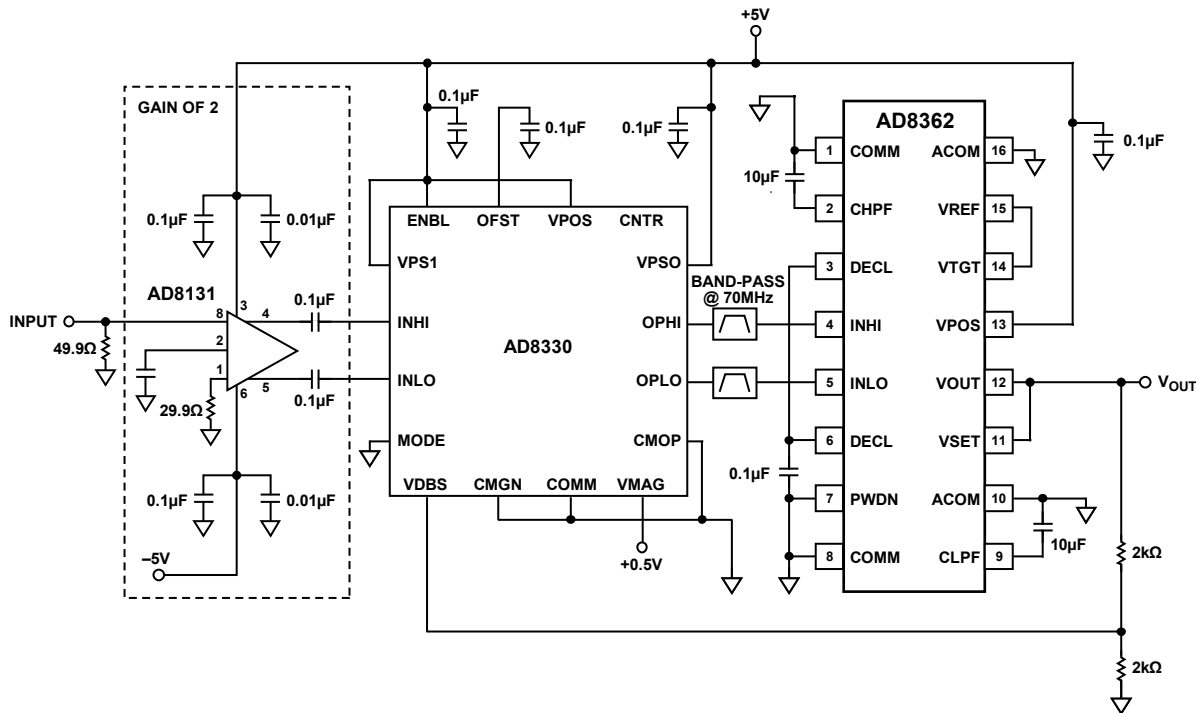 +5V
GAIN OF 2
0.1µF
0.1µF
0.1µF
0.1µF
AD8362
1
COMM
ACOM
16
10µF
2
CHPF
VREF
15
0.1µF
0.01µF
ENBL
OFST
VPOS
CNTR
3
DECL
VTGT
14
VPS1
VPSO
AD8131
BAND-PASS
@ 70MHz
INPUT
8
3
4
0.1µF
INHI
OPHI
4
INHI
VPOS
13
49.9Ω
2
AD8330
1
6
5
0.1µF
INLO
OPLO
5
INLO
VOUT
12
VOUT
29.9Ω
MODE
CMOP
6
DECL
VSET
11
0.1µF
0.01µF
VDBS
CMGN
COMM
VMAG
0.1µF
7
PWDN
ACOM
10
–5V
+0.5V
8
COMM
CLPF
9
10µF
2kΩ
2kΩ